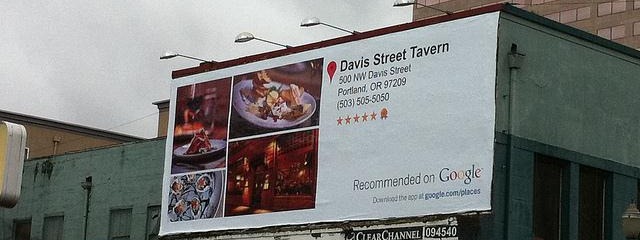 Davis Street Tavern
500 NW Davis Street
Portland, OR 97209
(503) 505-5050
Recommended on Google
Download the app at google.com/places
CLEARCHANNEL 094540